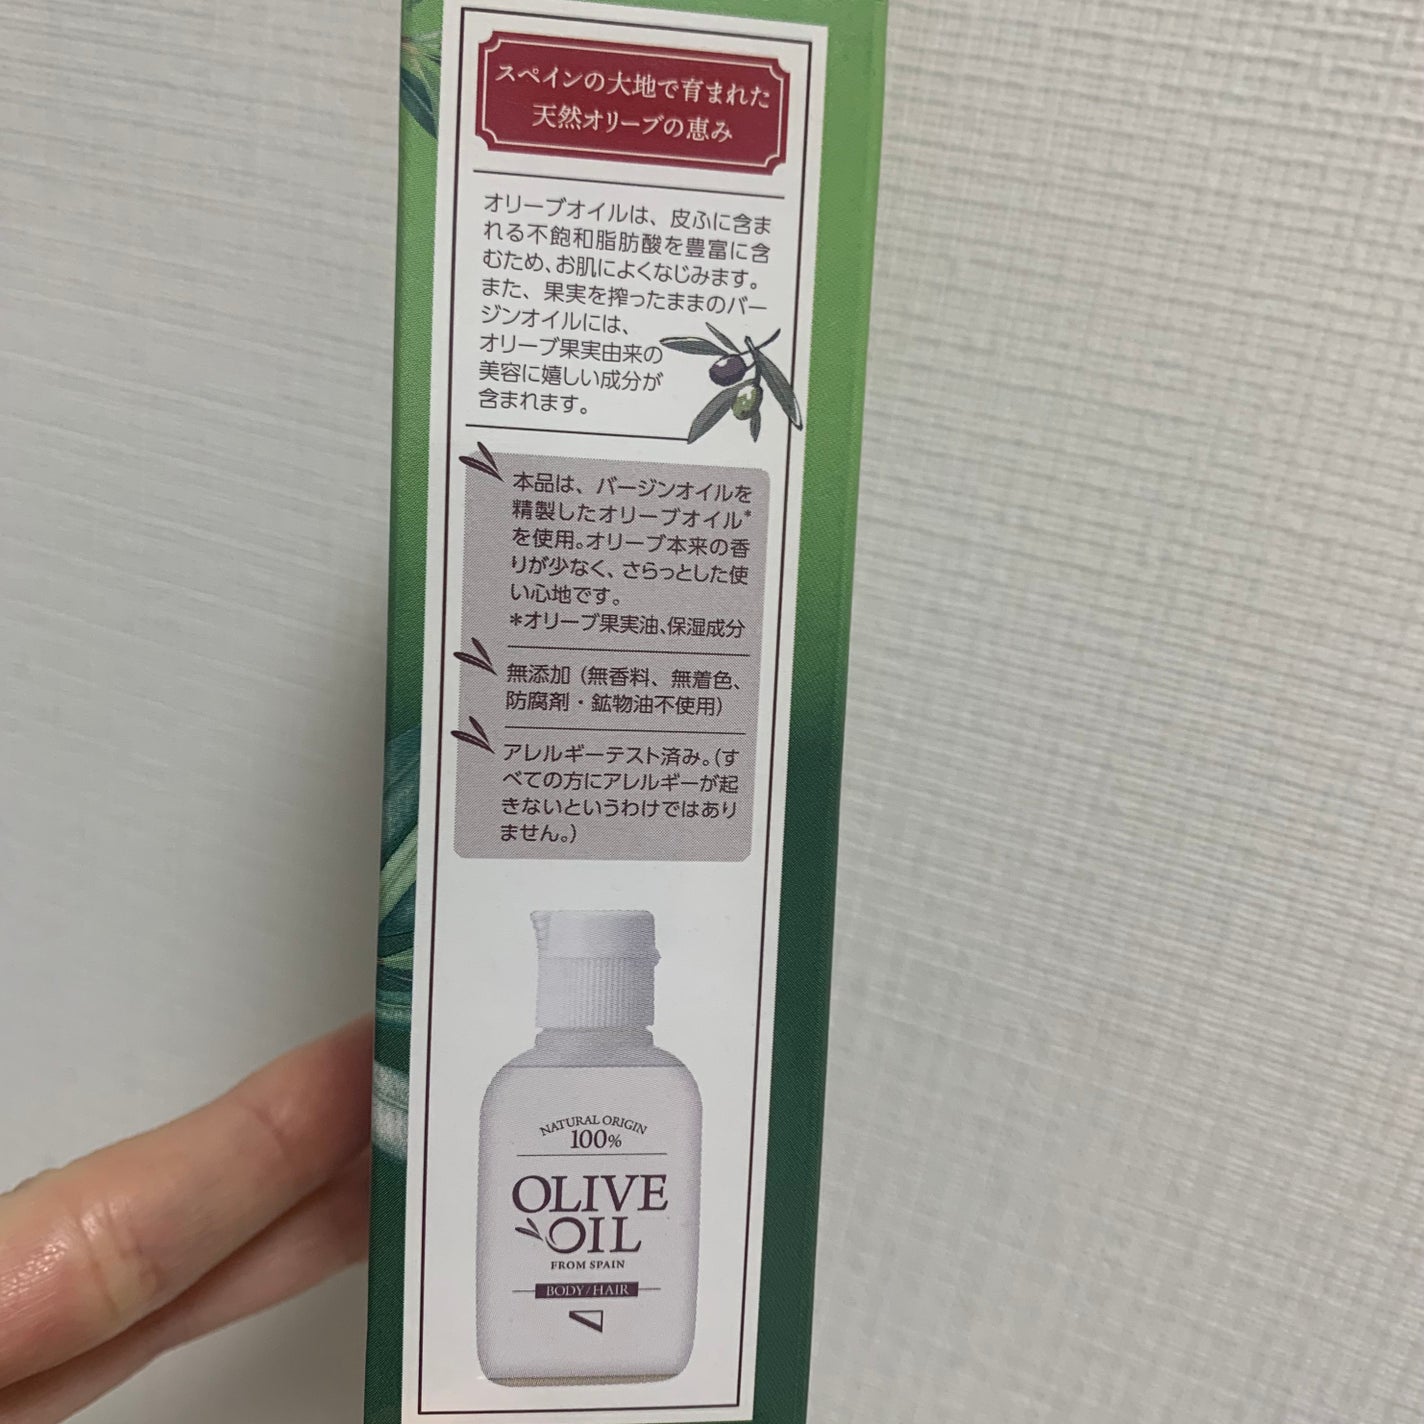 スペインの大地で育まれた
天然オリーブの恵み
オリーブオイルは、皮ふに含ま
れる不飽和脂肪酸を豊富に含
むため、お肌によくなじみます。
また、果実を搾ったままのバー
ジンオイルには、
オリーブ果実由来の
美容に嬉しい成分が
含まれます。
本品は、バージンオイルを
精製したオリーブオイル*
を使用。オリーブ本来の香
りが少なく、さらっとした使
い心地です。
*オリーブ果実油、保湿成分
無添加（無香料、無着色、
防腐剤・鉱物油不使用）
アレルギーテスト済み。（す
べての方にアレルギーが起
きないというわけではあり
ません。）
NATURAL ORIGIN
100%
OLIVE
OIL
FROM SPAIN
BODY/HAIR